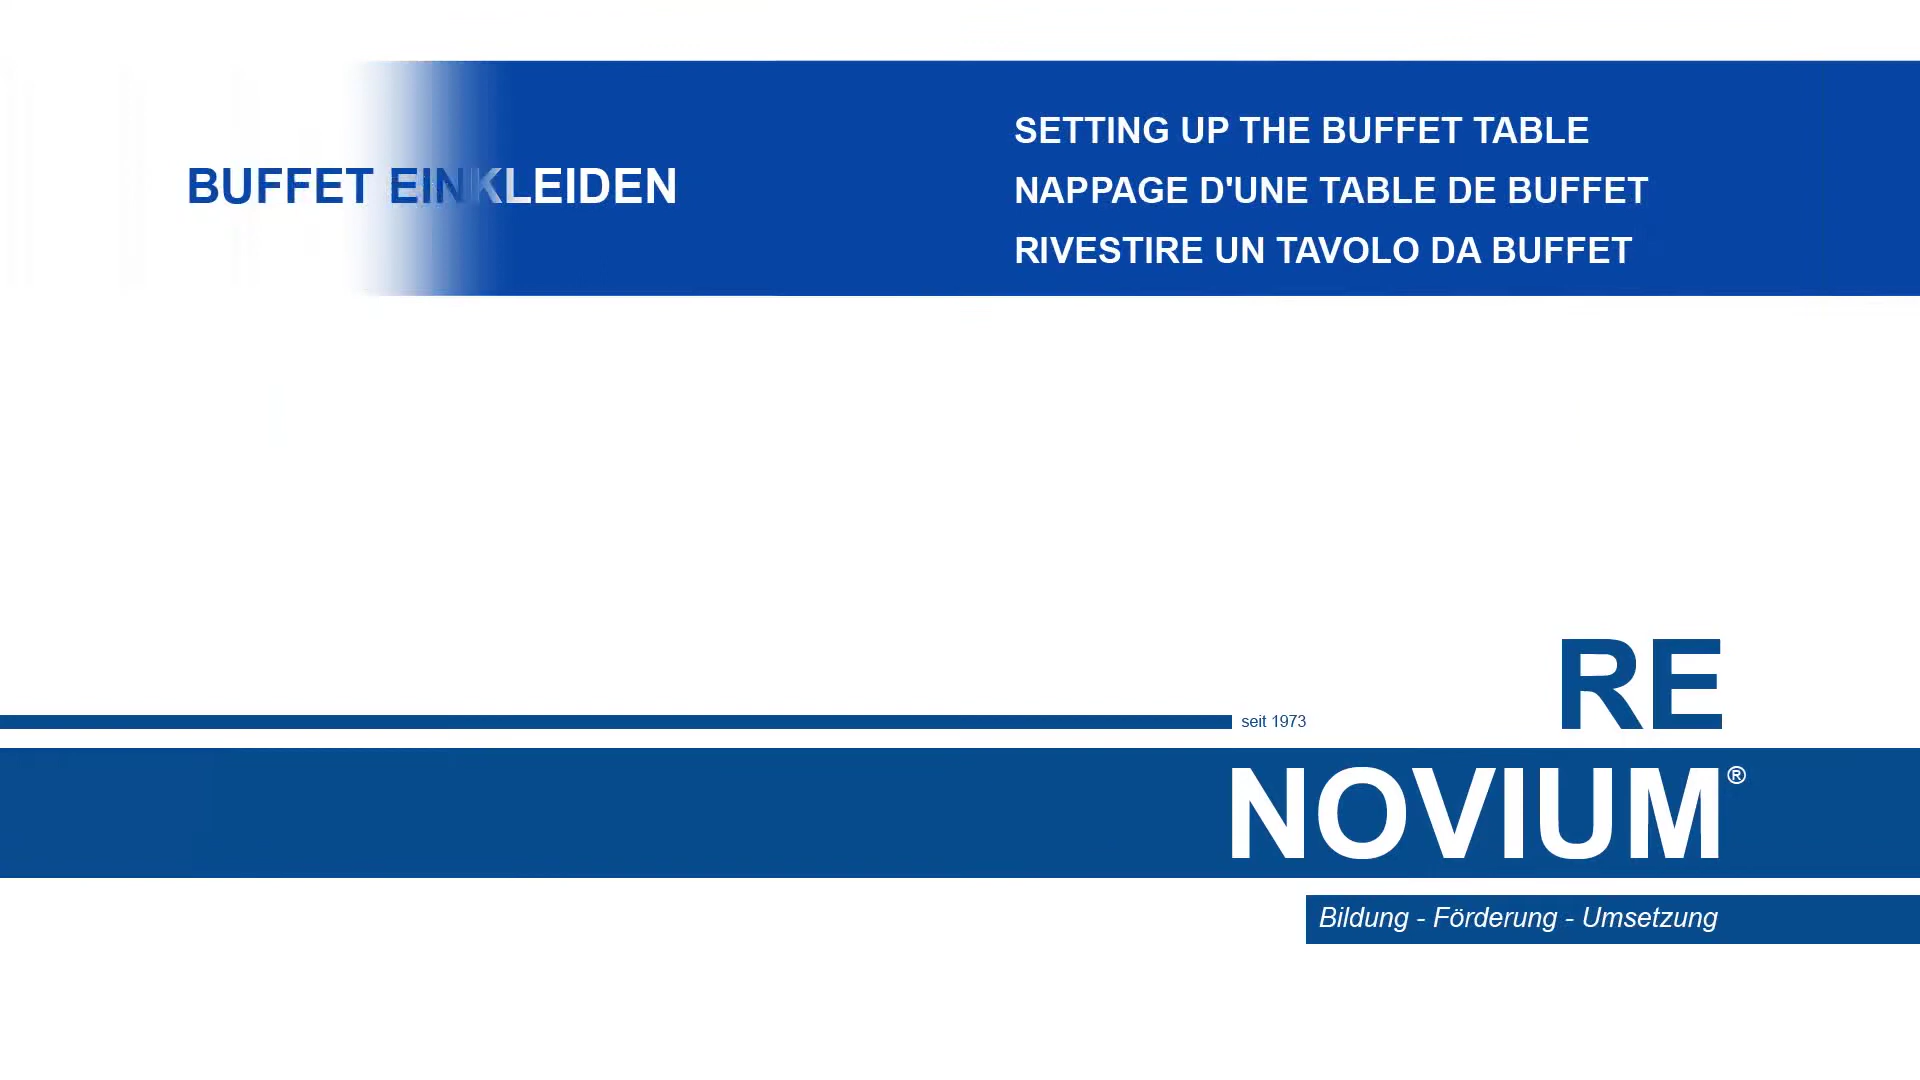 BUFFET EINKLEIDEN
SETTING UP THE BUFFET TABLE
NAPPAGE D'UNE TABLE DE BUFFET
RIVESTIRE UN TAVOLO DA BUFFET
seit 1973
RE
NOVIUM®
Bildung - Förderung - Umsetzung